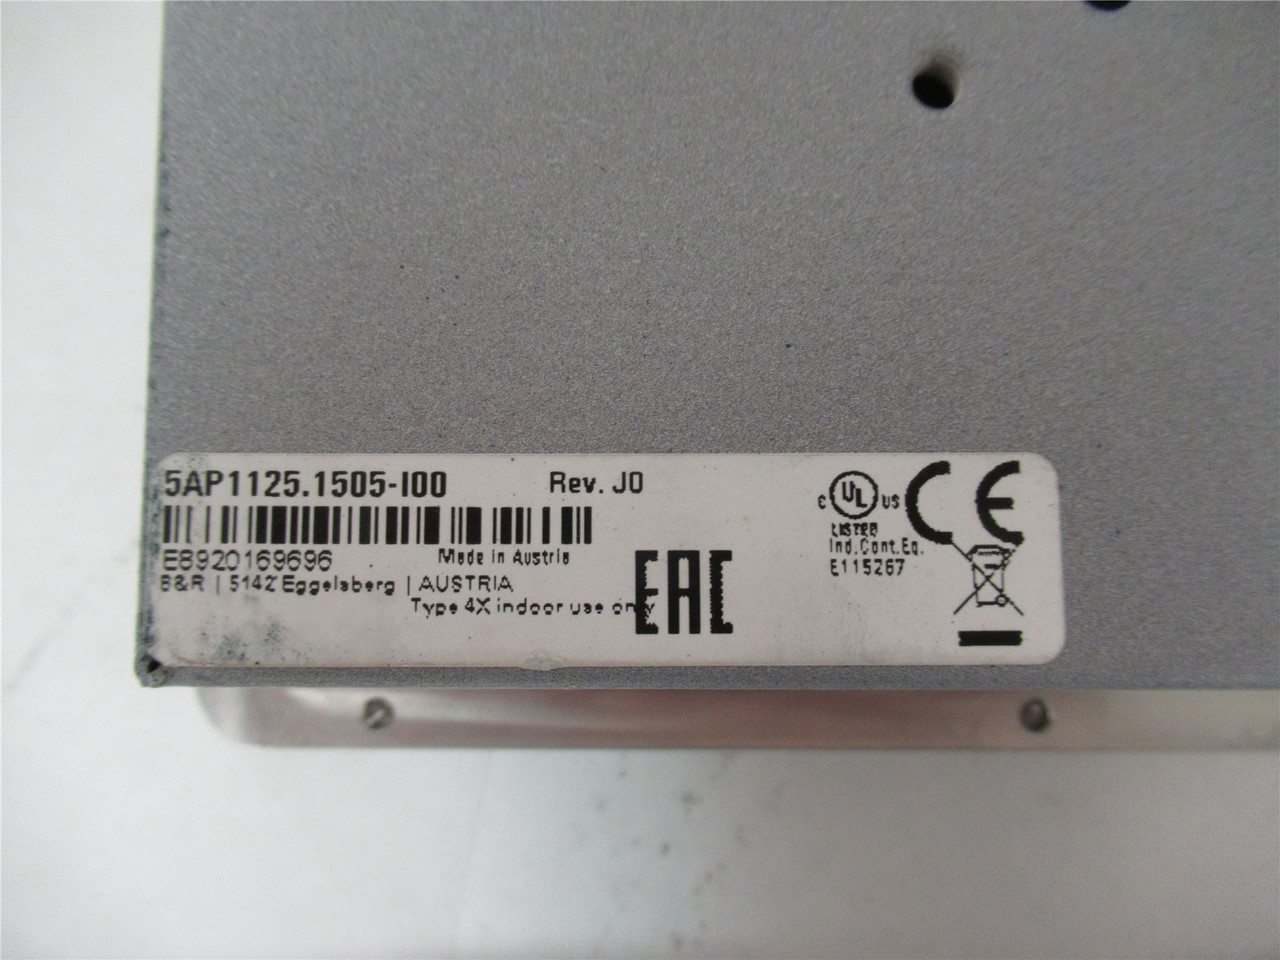 5AP1125.1505-I00 Rev. J0
E8920169696 Made in Austria
B&R | 5142 Eggelsberg | AUSTRIA
Type 4X indoor use only
EAC
c UL us CE
LISTED
Ind.Cont.Eq.
E115267